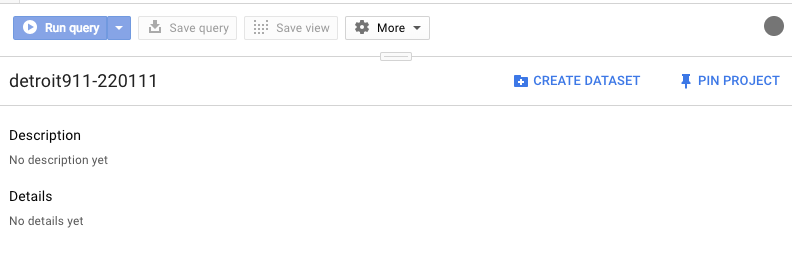 Run query Save query Save view More
detroit911-220111 CREATE DATASET PIN PROJECT
Description
No description yet
Details
No details yet